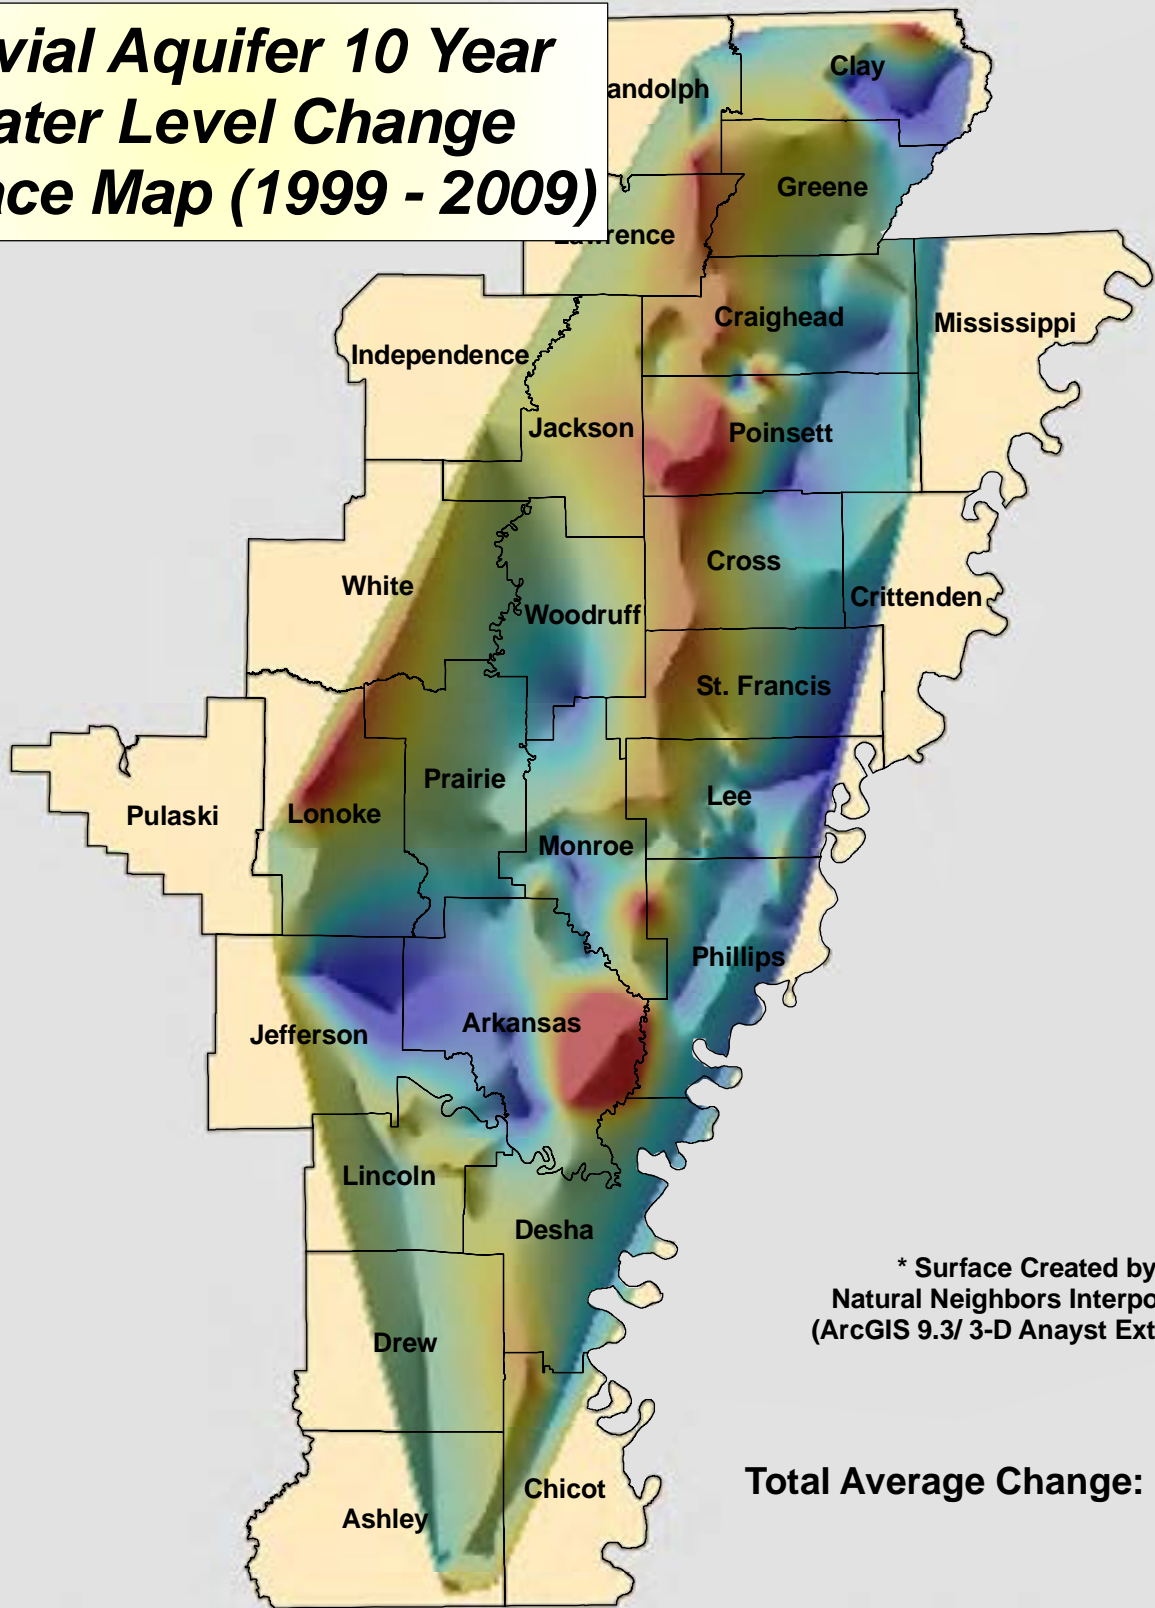 vial Aquifer 10 Year
ater Level Change
ace Map (1999 - 2009)
andolph
Clay
Greene
Lawrence
Craighead
Mississippi
Independence
Jackson
Poinsett
Cross
White
Woodruff
Crittenden
St. Francis
Prairie
Lee
Pulaski
Lonoke
Monroe
Phillips
Arkansas
Jefferson
Lincoln
Desha
* Surface Created by
Natural Neighbors Interpo
(ArcGIS 9.3/ 3-D Anayst Ext
Drew
Total Average Change:
Chicot
Ashley